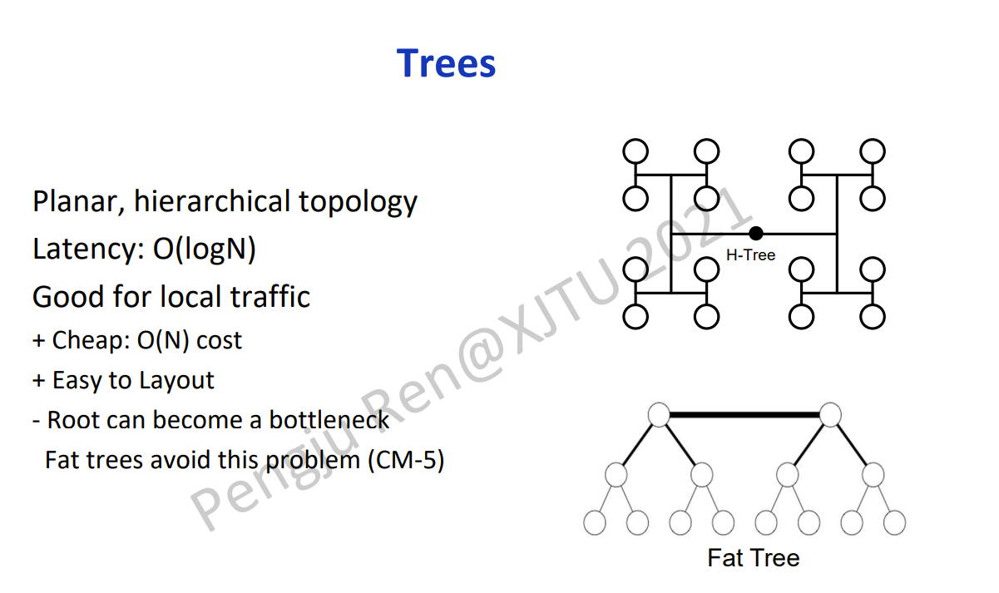 Trees
Planar, hierarchical topology
Latency: O(logN)
Good for local traffic
+ Cheap: O(N) cost
+ Easy to Layout
- Root can become a bottleneck
Fat trees avoid this problem (CM-5)
H-Tree
Fat Tree
Pengju Ren@XJTU 2021